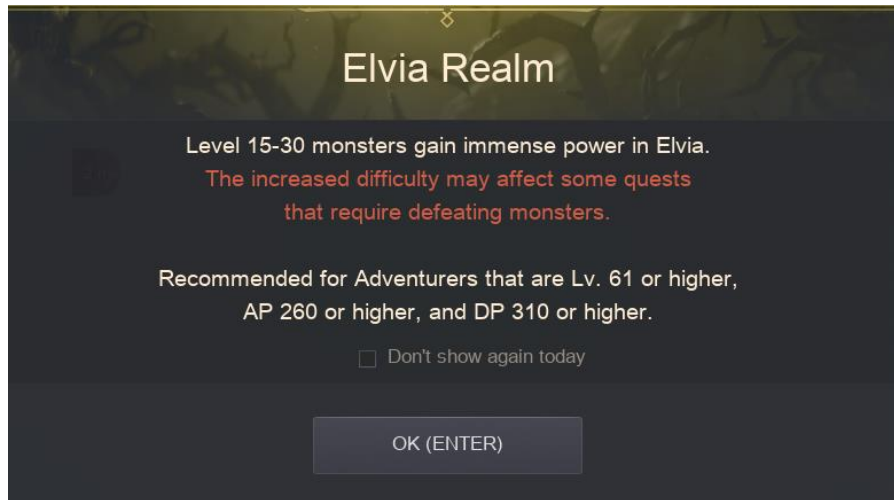 Elvia Realm
Level 15-30 monsters gain immense power in Elvia.
The increased difficulty may affect some quests
that require defeating monsters.
Recommended for Adventurers that are Lv. 61 or higher,
AP 260 or higher, and DP 310 or higher.
Don't show again today
OK (ENTER)